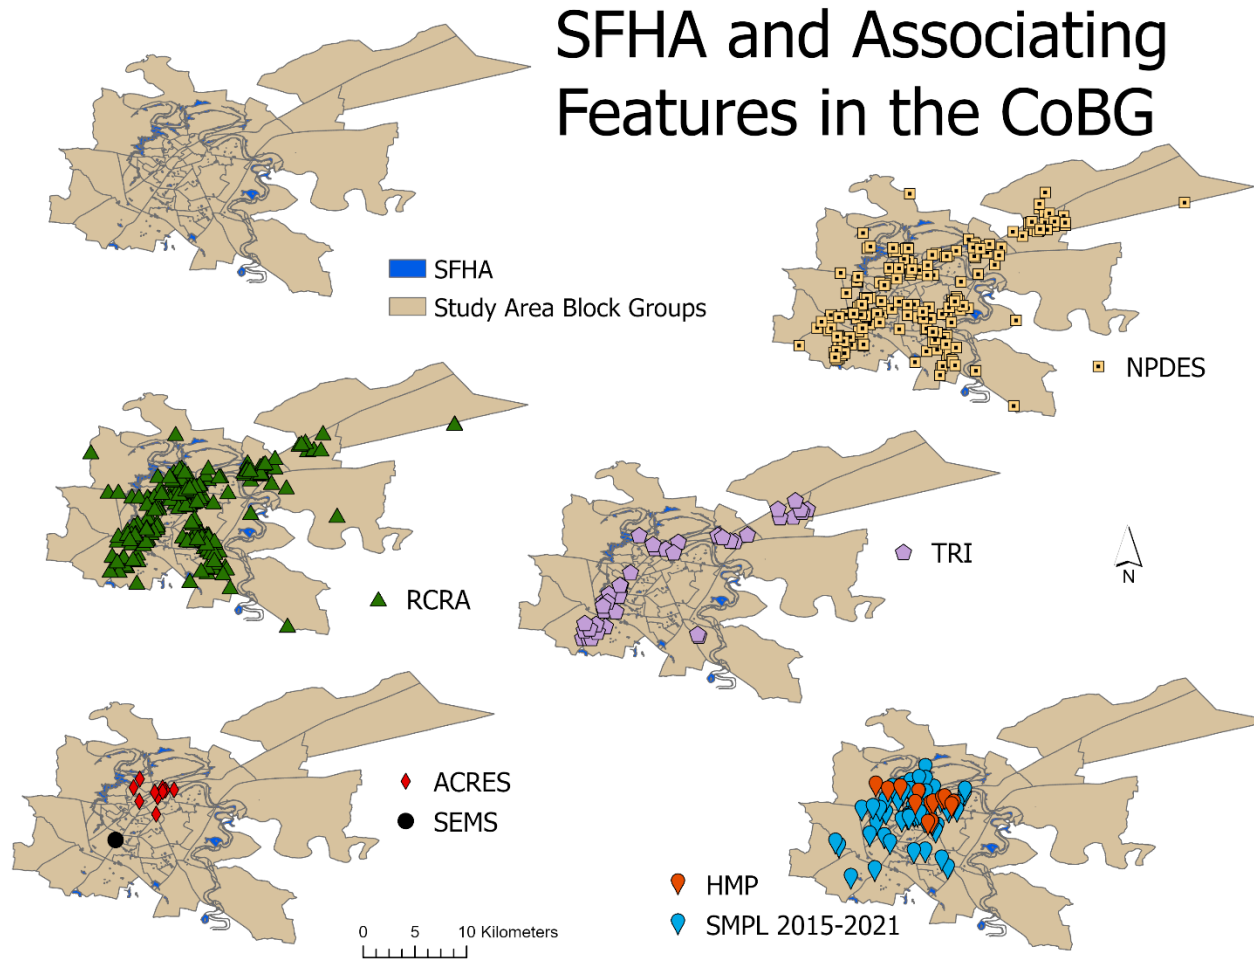 SFHA and Associating
Features in the CoBG
SFHA
Study Area Block Groups
NPDES
RCRA
TRI
N
ACRES
SEMS
HMP
SMPL 2015-2021
0 5 10 Kilometers